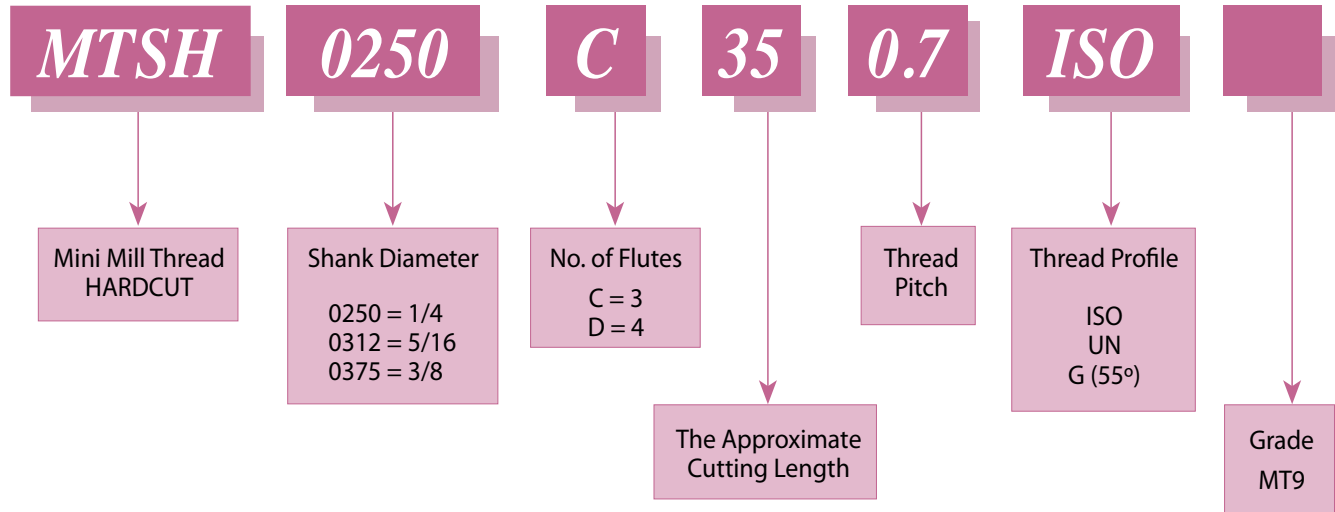 MTSH 0250 C 35 0.7 ISO
Mini Mill Thread
HARDCUT
Shank Diameter
0250 = 1/4
0312 = 5/16
0375 = 3/8
No. of Flutes
C = 3
D = 4
The Approximate
Cutting Length
Thread
Pitch
Thread Profile
ISO
UN
G (55º)
Grade
MT9